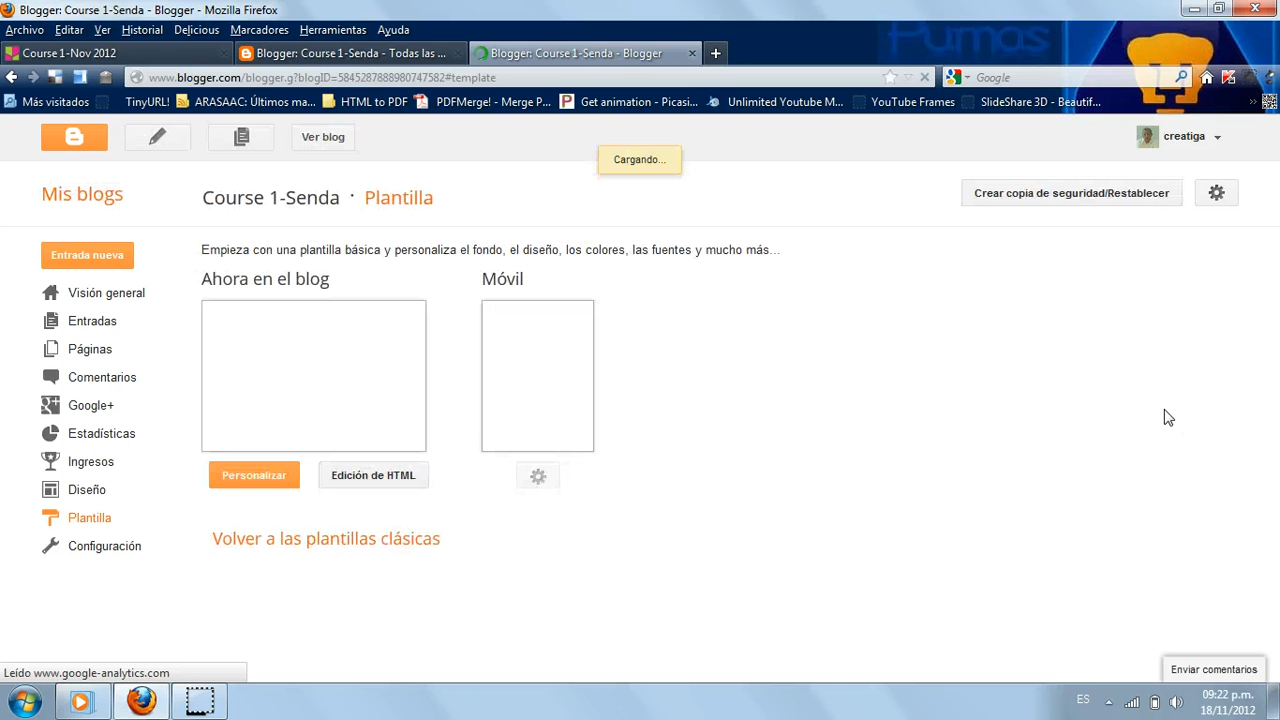 Blogger: Course 1-Senda - Blogger - Mozilla Firefox
Archivo Editar Ver Historial Delicious Marcadores Herramientas Ayuda
Pumas
Course 1-Nov 2012
Blogger: Course 1-Senda - Todas las ...
Blogger: Course 1-Senda - Blogger
www.blogger.com/blogger.g?blogID=5845287888980747582#template
Google
Más visitados
TinyURL!
ARASAAC: Últimos ma...
HTML to PDF
PDFMerge! - Merge P...
Get animation - Picasi...
Unlimited Youtube M...
YouTube Frames
SlideShare 3D - Beautif...
Ver blog
Cargando...
creatiga
Mis blogs
Course 1-Senda · Plantilla
Crear copia de seguridad/Restablecer
Entrada nueva
Visión general
Entradas
Páginas
Comentarios
Google+
Estadísticas
Ingresos
Diseño
Plantilla
Configuración
Empieza con una plantilla básica y personaliza el fondo, el diseño, los colores, las fuentes y mucho más...
Ahora en el blog
Móvil
Personalizar
Edición de HTML
Volver a las plantillas clásicas
Enviar comentarios
Leído www.google-analytics.com
ES
09:22 p.m.
18/11/2012